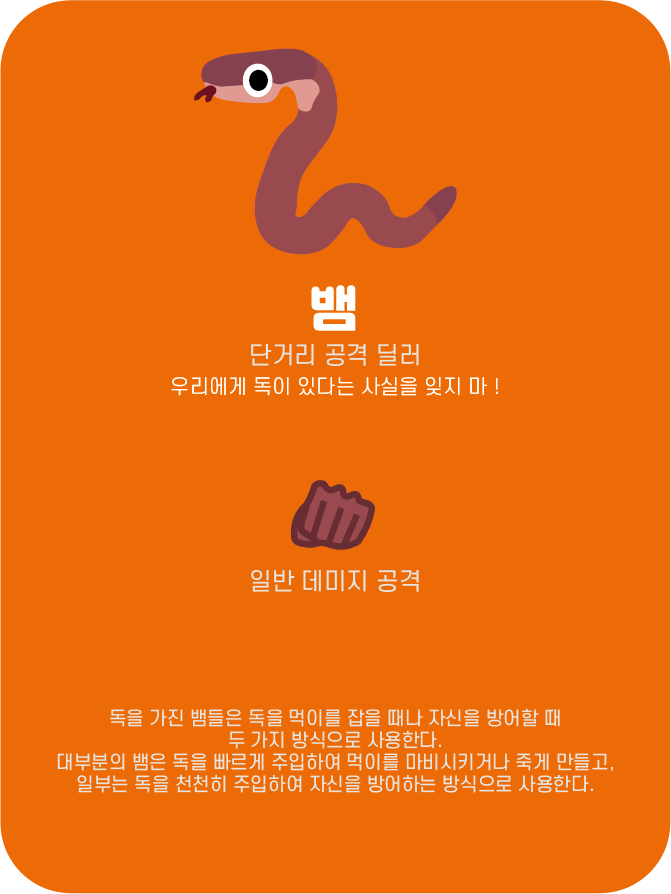 뱀
단거리 공격 딜러
우리에게 독이 있다는 사실을 잊지 마 !
일반 데미지 공격
독을 가진 뱀들은 독을 먹이를 잡을 때나 자신을 방어할 때
두 가지 방식으로 사용한다.
대부분의 뱀은 독을 빠르게 주입하여 먹이를 마비시키거나 죽게 만들고,
일부는 독을 천천히 주입하여 자신을 방어하는 방식으로 사용한다.